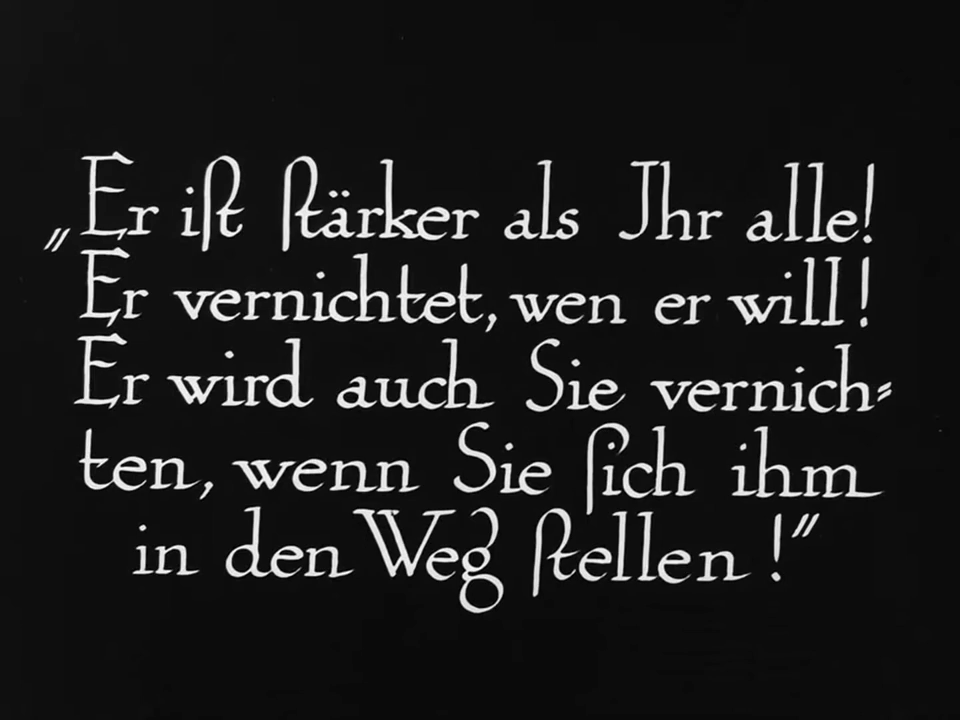 „Er iſt ſtärker als Ihr alle!
Er vernichtet, wen er will!
Er wird auch Sie vernich⸗
ten, wenn Sie ſich ihm
in den Weg ſtellen!”